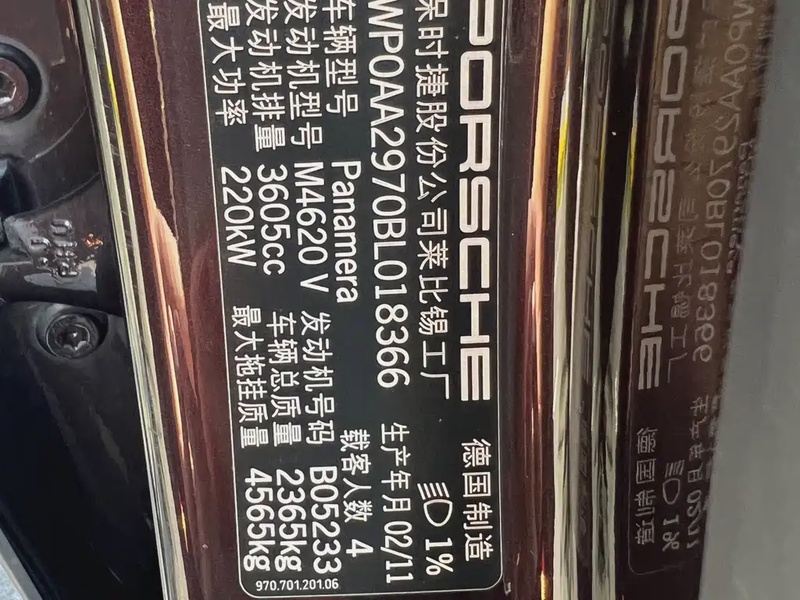 PORSCHE 德国制造
保时捷股份公司莱比锡工厂 1%
WP0AA2970BL018366 生产年月 02/11
车辆型号 Panamera 载客人数 4
发动机型号 M4620 V 发动机号码 B05233
发动机排量 3605cc 车辆总质量 2365kg
最大功率 220kW 最大拖挂质量 4565kg
970.701.201.06